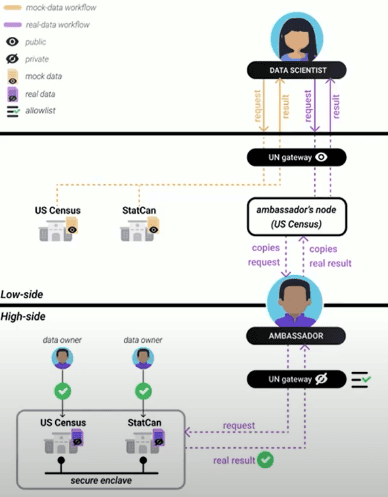 mock-data workflow
real-data workflow
public
private
mock data
real data
allowlist
DATA SCIENTIST
request
result
request
result
UN gateway
US Census
StatCan
ambassador's node
(US Census)
copies
request
copies
real result
Low-side
High-side
AMBASSADOR
data owner
data owner
UN gateway
US Census
StatCan
request
real result
secure enclave